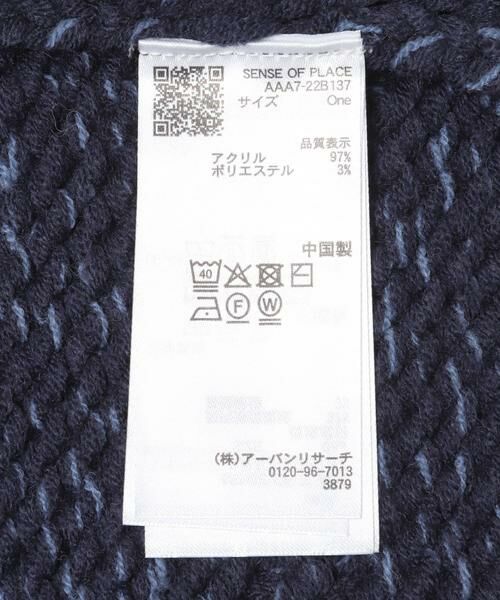 SENSE OF PLACE
AAA7-22B137
サイズ One
品質表示
アクリル 97%
ポリエステル 3%
中国製
40
F W
(株)アーバンリサーチ
0120-96-7013
3879